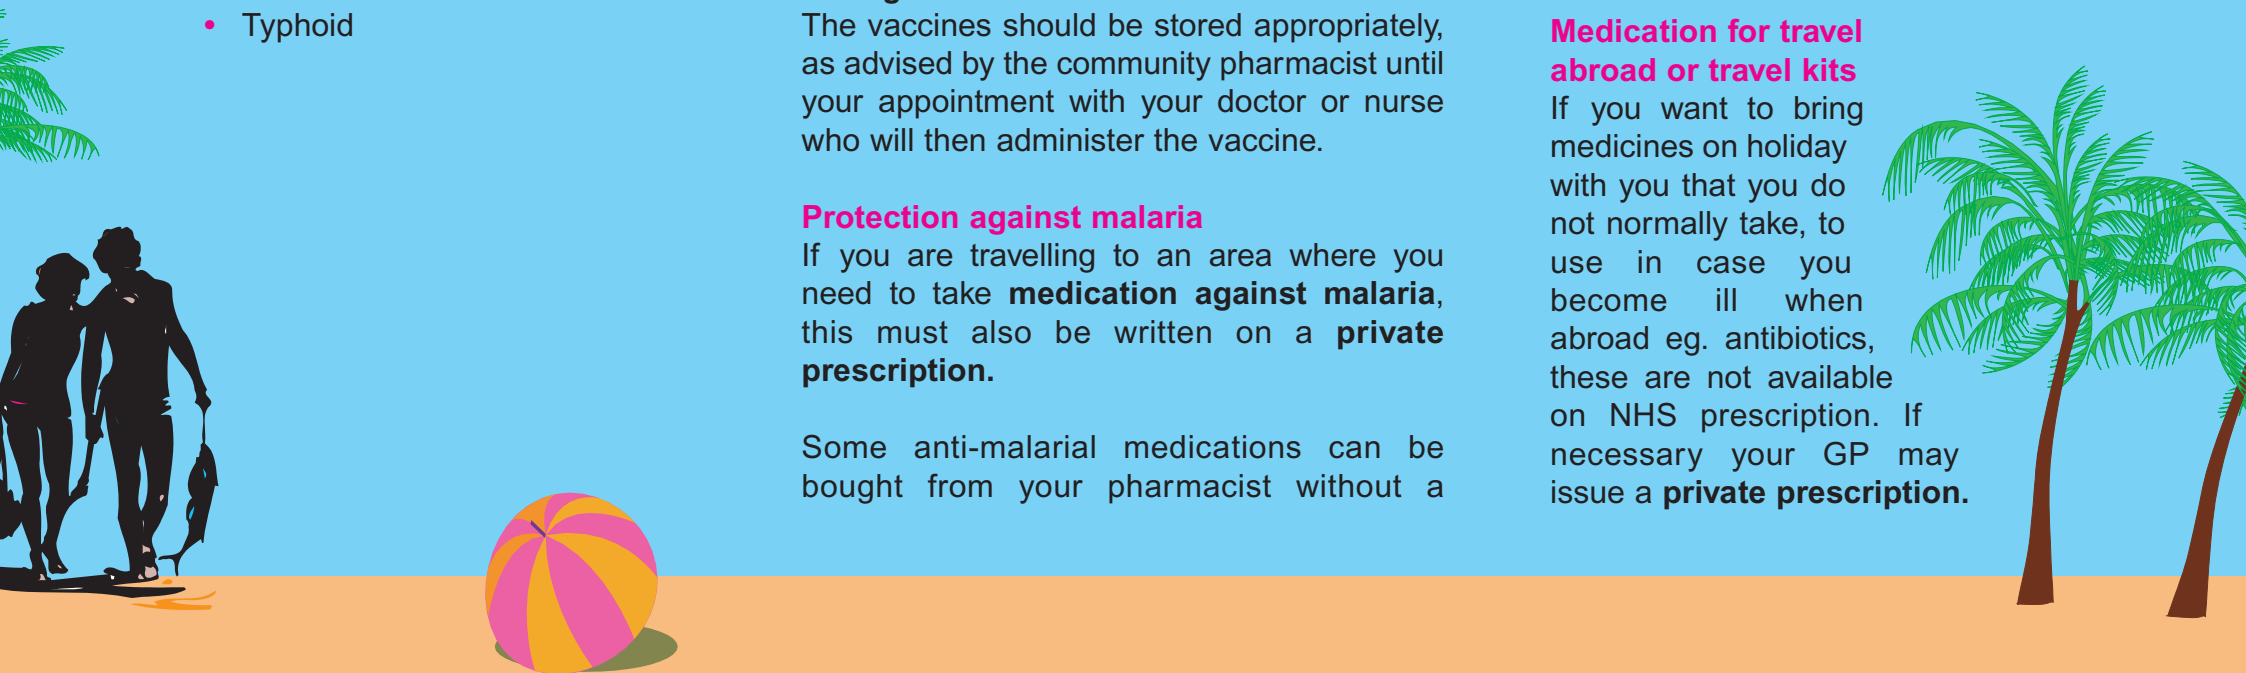 • Typhoid
The vaccines should be stored appropriately,
as advised by the community pharmacist until
your appointment with your doctor or nurse
who will then administer the vaccine.
Protection against malaria
If you are travelling to an area where you
need to take medication against malaria,
this must also be written on a private
prescription.
Some anti-malarial medications can be
bought from your pharmacist without a
Medication for travel
abroad or travel kits
If you want to bring
medicines on holiday
with you that you do
not normally take, to
use in case you
become ill when
abroad eg. antibiotics,
these are not available
on NHS prescription. If
necessary your GP may
issue a private prescription.